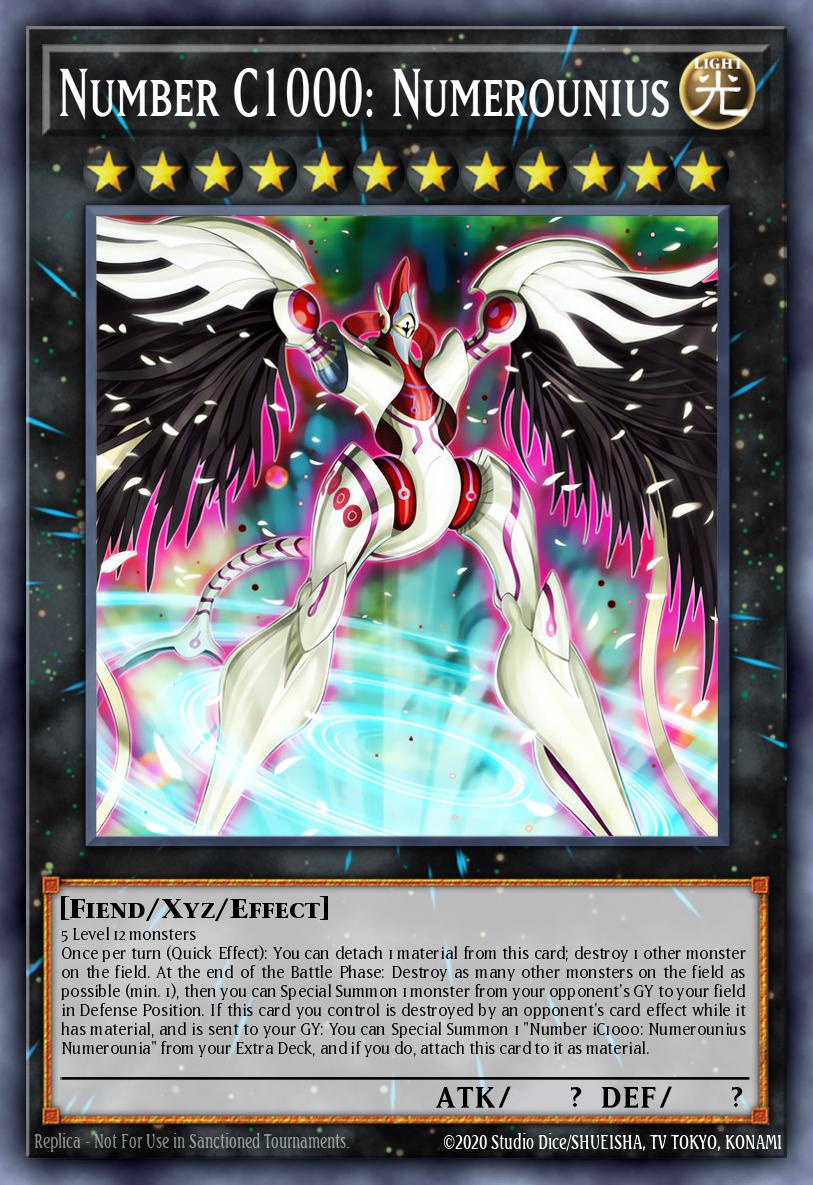 Number C1000: Numerounius
LIGHT
光
[Fiend/Xyz/Effect]
5 Level 12 monsters
Once per turn (Quick Effect): You can detach 1 material from this card; destroy 1 other monster
on the field. At the end of the Battle Phase: Destroy as many other monsters on the field as
possible (min. 1), then you can Special Summon 1 monster from your opponent's GY to your field
in Defense Position. If this card you control is destroyed by an opponent's card effect while it
has material, and is sent to your GY: You can Special Summon 1 "Number iC1000: Numerounius
Numerounia" from your Extra Deck, and if you do, attach this card to it as material.
ATK/ ? DEF/ ?
Replica - Not For Use in Sanctioned Tournaments. ©2020 Studio Dice/SHUEISHA, TV TOKYO, KONAMI